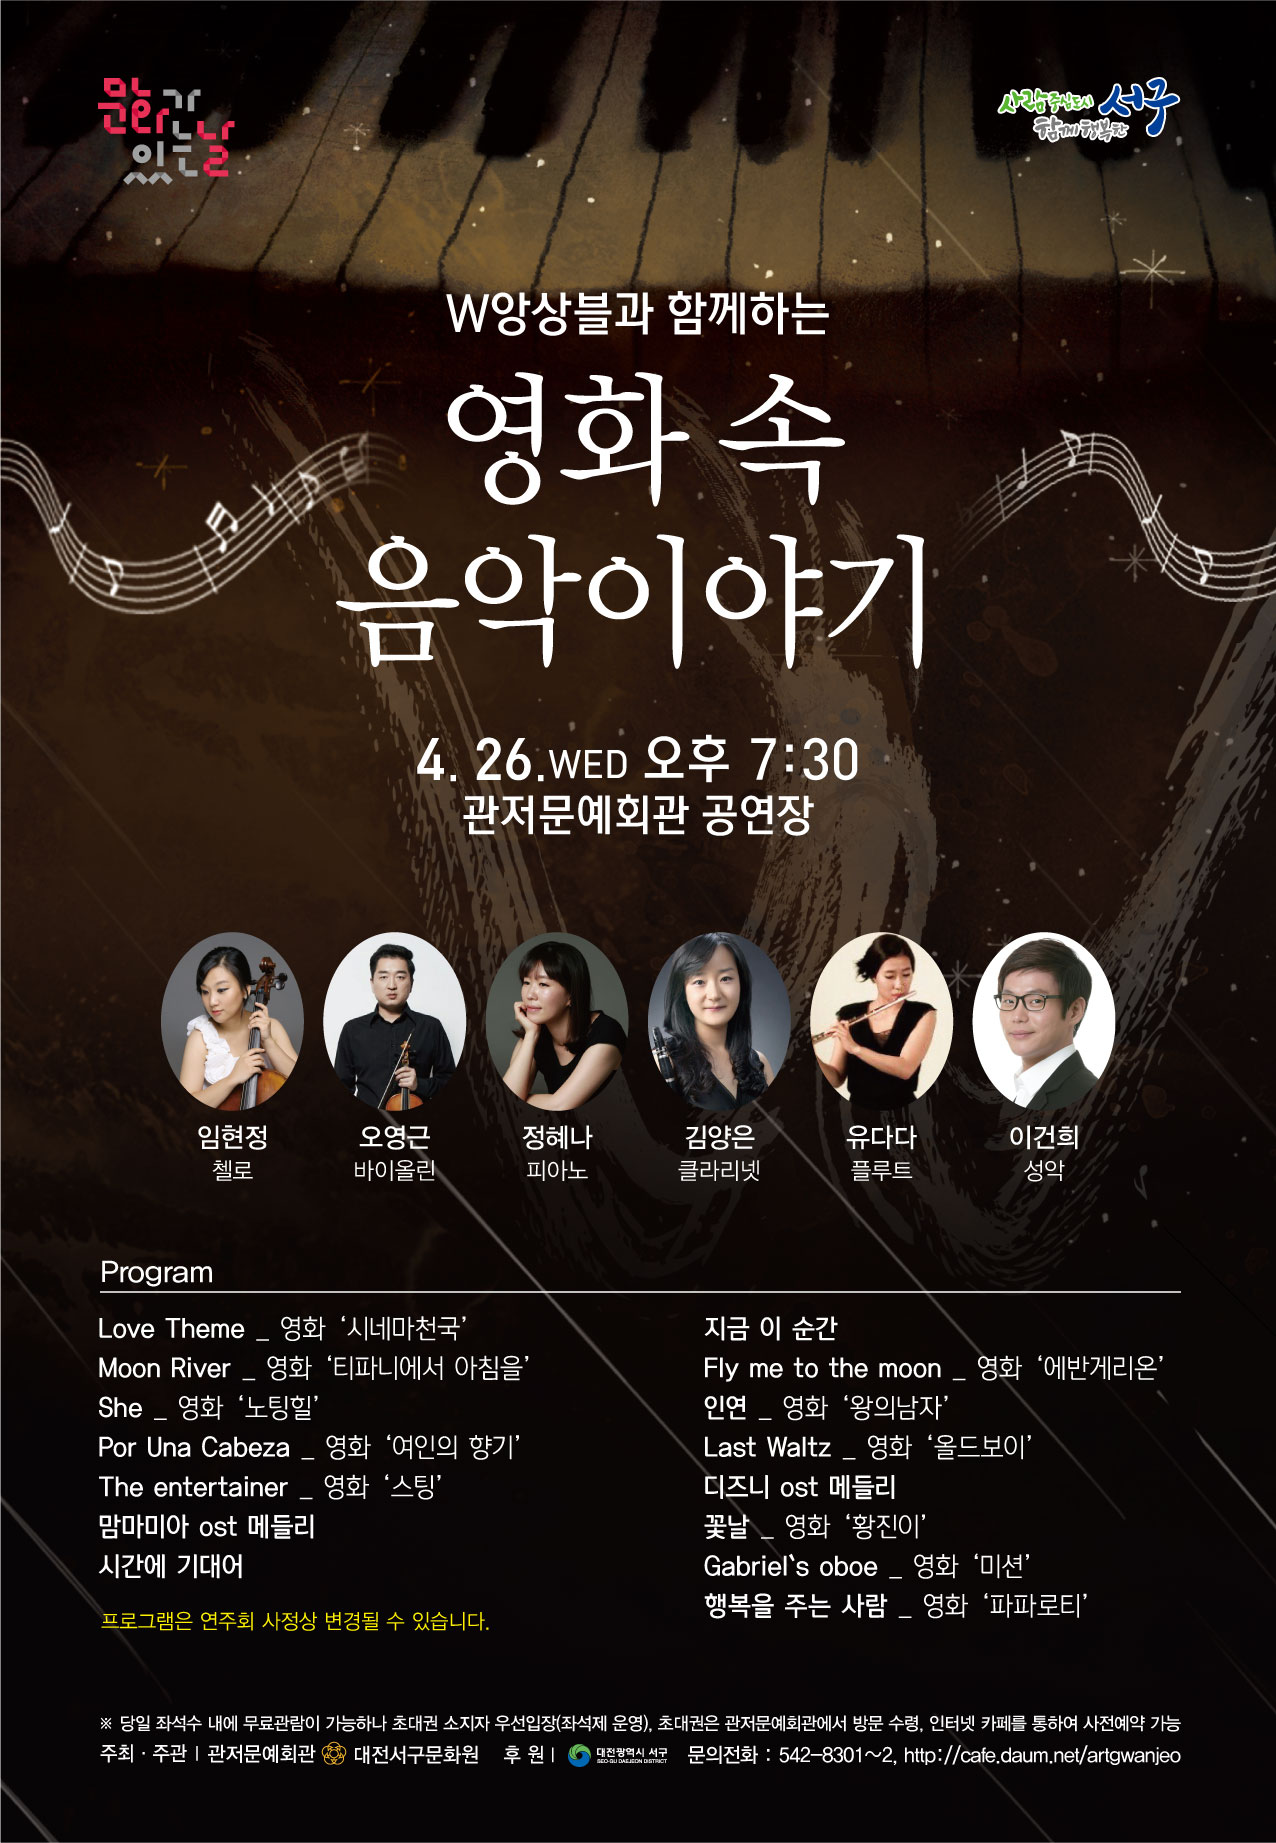 문화가
있는날
사람중심도시 서구
함께 행복한
W앙상블과 함께하는
영화 속
음악이야기
4. 26.WED 오후 7:30
관저문예회관 공연장
임현정
첼로
오영근
바이올린
정혜나
피아노
김양은
클라리넷
유다다
플루트
이건희
성악
Program
Love Theme _ 영화 ‘시네마천국’
Moon River _ 영화 ‘티파니에서 아침을’
She _ 영화 ‘노팅힐’
Por Una Cabeza _ 영화 ‘여인의 향기’
The entertainer _ 영화 ‘스팅’
맘마미아 ost 메들리
시간에 기대어
프로그램은 연주회 사정상 변경될 수 있습니다.
지금 이 순간
Fly me to the moon _ 영화 ‘에반게리온’
인연 _ 영화 ‘왕의남자’
Last Waltz _ 영화 ‘올드보이’
디즈니 ost 메들리
꽃날 _ 영화 ‘황진이’
Gabriel`s oboe _ 영화 ‘미션’
행복을 주는 사람 _ 영화 ‘파파로티’
※ 당일 좌석수 내에 무료관람이 가능하나 초대권 소지자 우선입장(좌석제 운영), 초대권은 관저문예회관에서 방문 수령, 인터넷 카페를 통하여 사전예약 가능
주최 · 주관 | 관저문예회관 대전서구문화원 후 원 | 대전광역시 서구 SEO-GU DAEJEON DISTRICT 문의전화 : 542-8301~2, http://cafe.daum.net/artgwanjeo